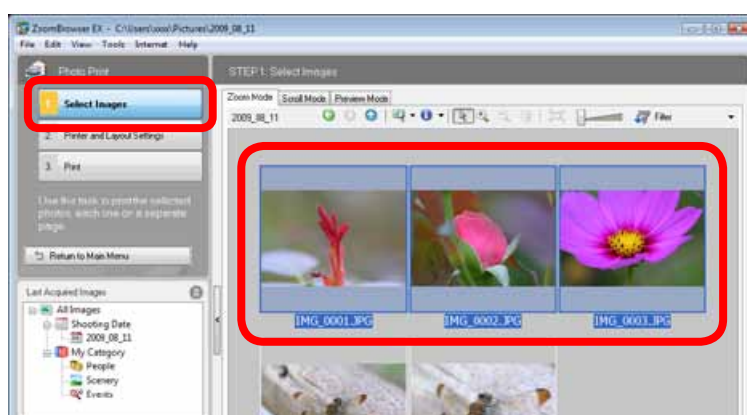 ZoomBrowser EX - C:\Users\xxxx\Pictures\2009_08_11
File Edit View Tools Internet Help
Photo Print
STEP1: Select Images
1. Select Images
Zoom Mode Scroll Mode Preview Mode
2009_08_11
Filter
2. Printer and Layout Settings
3. Print
Use this task to print the selected
photos, each one on a separate
page.
Return to Main Menu
Last Acquired Images
All Images
Shooting Date
2009_08_11
My Category
People
Scenery
Events
IMG_0001.JPG IMG_0002.JPG IMG_0003.JPG